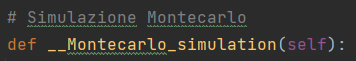 # Simulazione Montecarlo
def __Montecarlo_simulation(self):